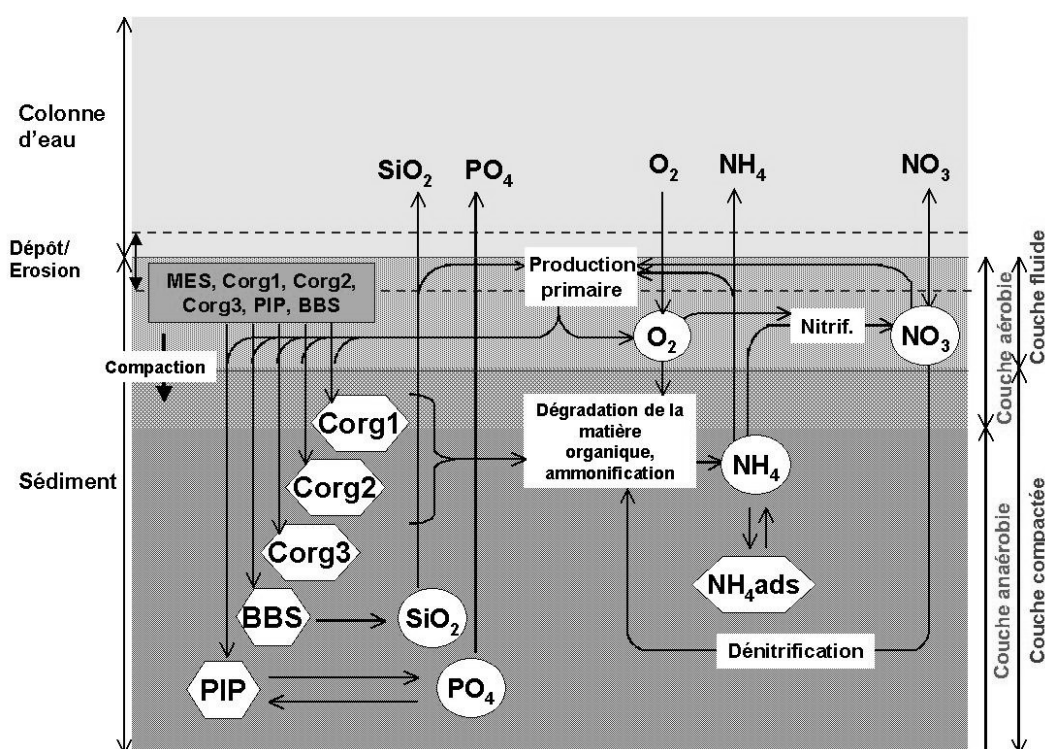 Colonne
d'eau
SiO₂ PO₄ O₂ NH₄ NO₃
Dépôt/
Erosion
MES, Corg1, Corg2,
Corg3, PIP, BBS
Production
primaire
O₂
Nitrif.
NO₃
Compaction
Corg1
Corg2
Corg3
Dégradation de la
matière
organique,
ammonification
NH₄
NH₄ads
Sédiment
BBS
SiO₂
Dénitrification
PIP
PO₄
Couche aérobie
Couche fluide
Couche anaérobie
Couche compactée